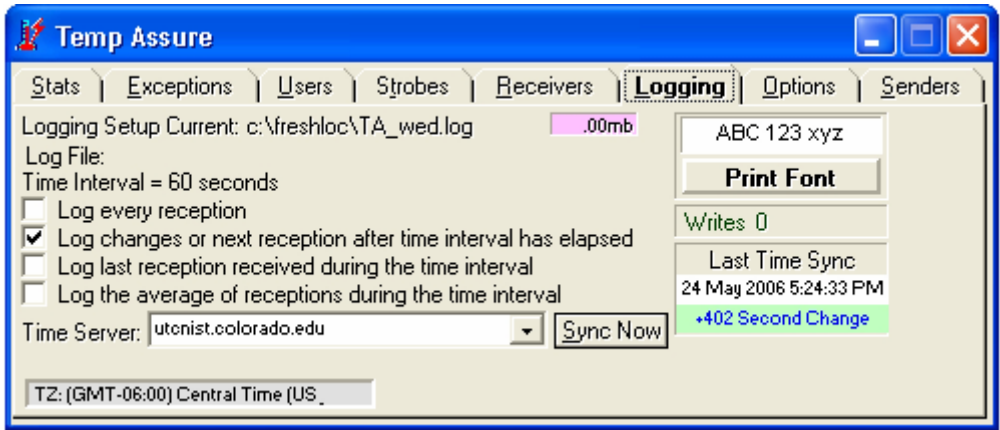 Temp Assure
Stats Exceptions Users Strobes Receivers Logging Options Senders
Logging Setup Current: c:\freshloc\TA_wed.log .00mb
Log File:
Time Interval = 60 seconds
Log every reception
Log changes or next reception after time interval has elapsed
Log last reception received during the time interval
Log the average of receptions during the time interval
Time Server: utcnist.colorado.edu Sync Now
TZ: (GMT-06:00) Central Time (US_
ABC 123 xyz
Print Font
Writes 0
Last Time Sync
24 May 2006 5:24:33 PM
+402 Second Change